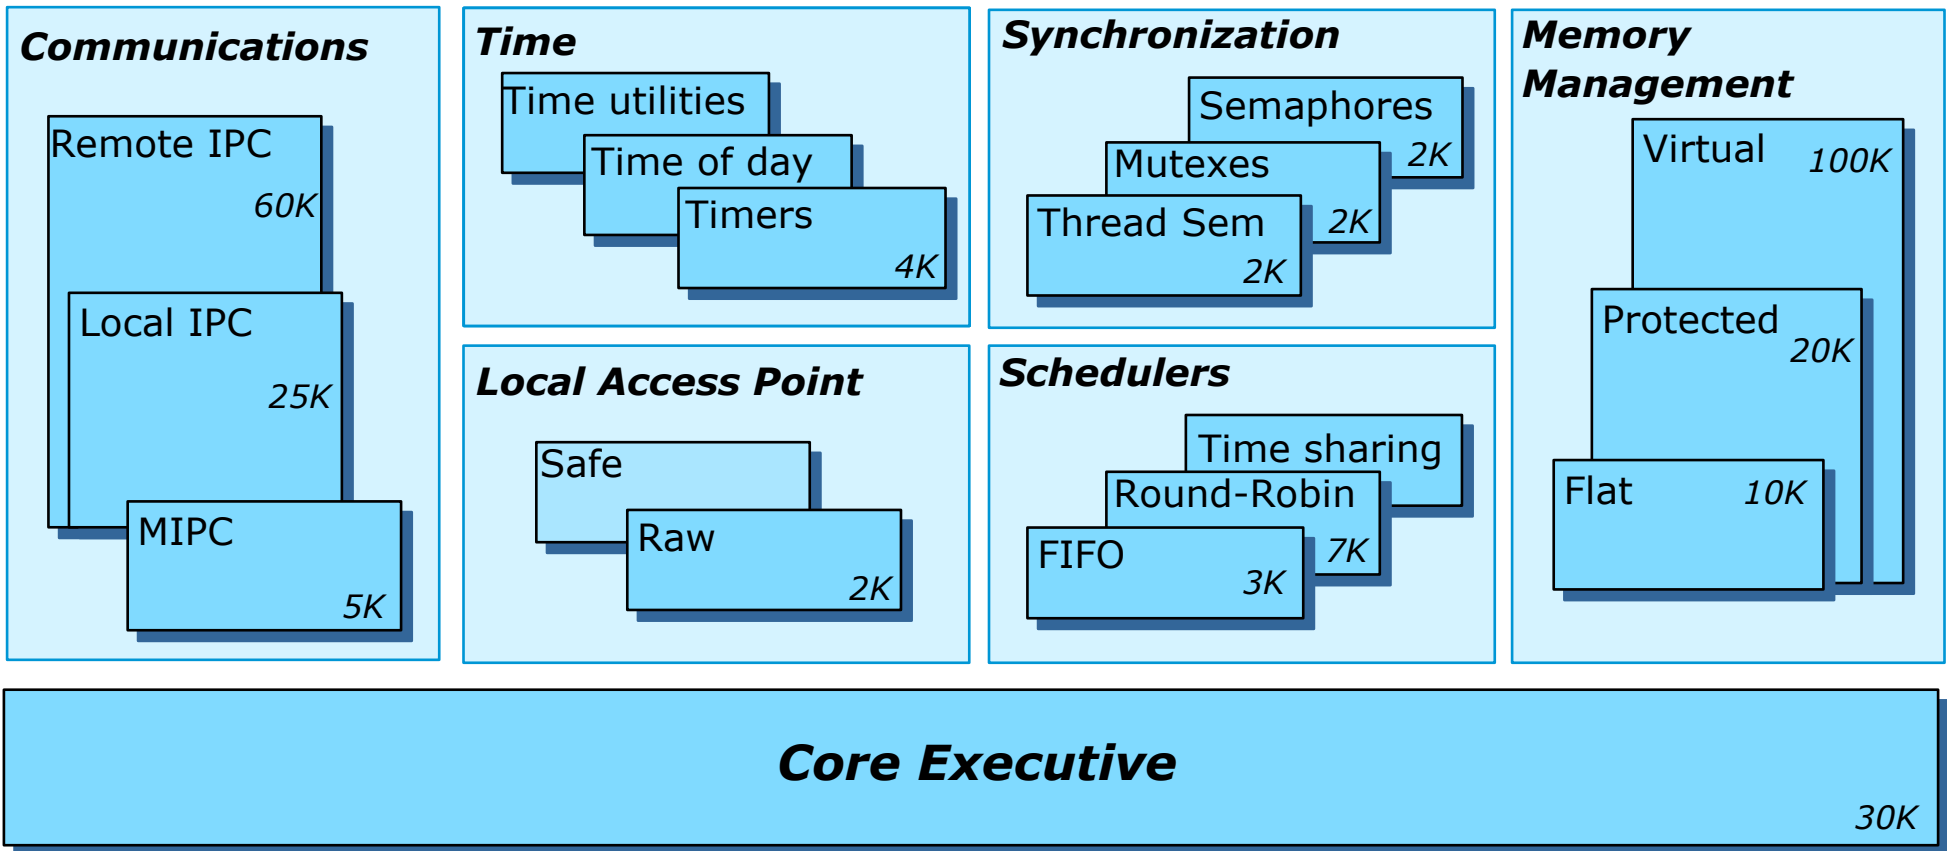 Communications
Remote IPC
60K
Local IPC
25K
MIPC
5K
Time
Time utilities
Time of day
Timers
4K
Local Access Point
Safe
Raw
2K
Synchronization
Semaphores
2K
Mutexes
2K
Thread Sem
2K
Schedulers
Time sharing
Round-Robin
7K
FIFO
3K
Memory
Management
Virtual 100K
Protected
20K
Flat 10K
Core Executive
30K